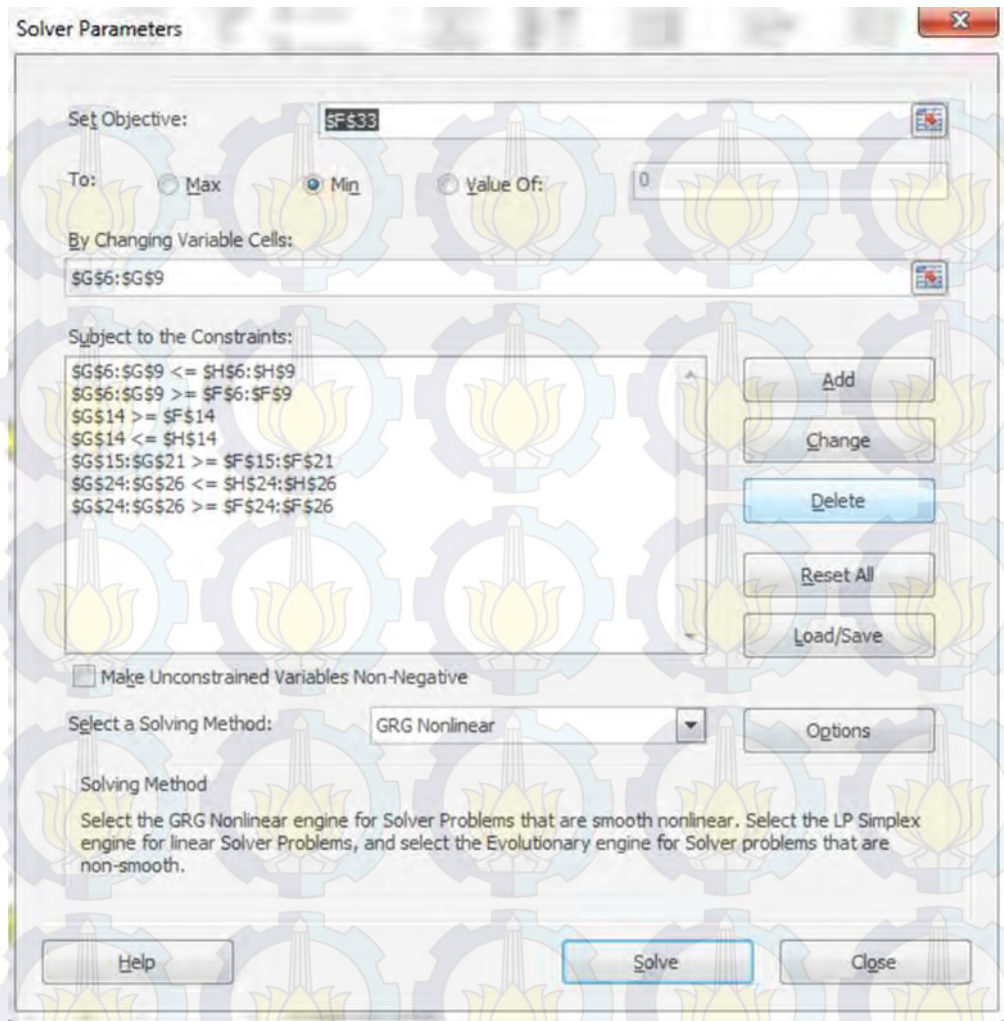 Solver Parameters
Set Objective: $F$33
To: Max Min Value Of: 0
By Changing Variable Cells:
$G$6:$G$9
Subject to the Constraints:
$G$6:$G$9 <= $H$6:$H$9
$G$6:$G$9 >= $F$6:$F$9
$G$14 >= $F$14
$G$14 <= $H$14
$G$15:$G$21 >= $F$15:$F$21
$G$24:$G$26 <= $H$24:$H$26
$G$24:$G$26 >= $F$24:$F$26
Add
Change
Delete
Reset All
Load/Save
Make Unconstrained Variables Non-Negative
Select a Solving Method: GRG Nonlinear Options
Solving Method
Select the GRG Nonlinear engine for Solver Problems that are smooth nonlinear. Select the LP Simplex
engine for linear Solver Problems, and select the Evolutionary engine for Solver problems that are
non-smooth.
Help Solve Close